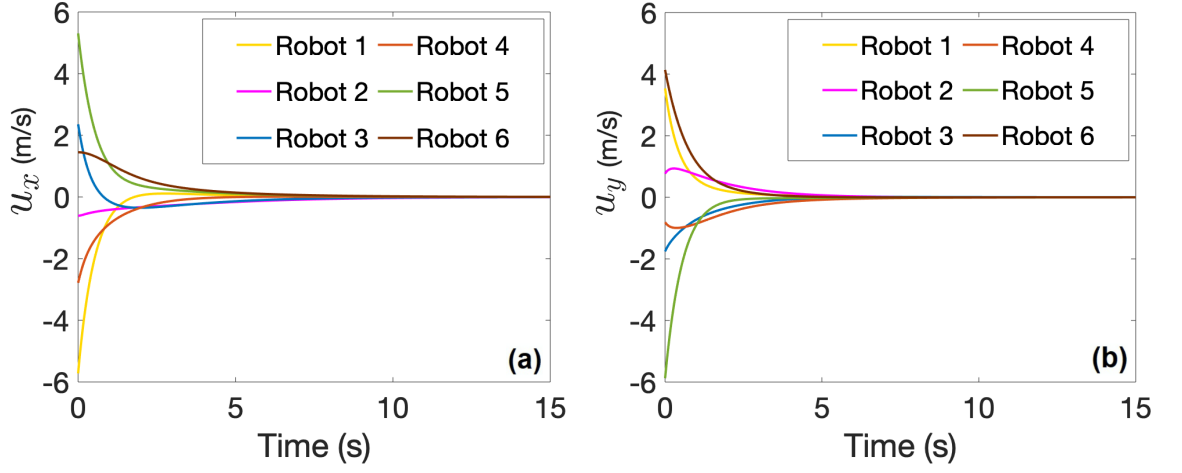 6
4
2
0
-2
-4
-6
u_x (m/s)
Robot 1 Robot 4
Robot 2 Robot 5
Robot 3 Robot 6
(a)
0 5 10 15
Time (s)
6
4
2
0
-2
-4
-6
u_y (m/s)
Robot 1 Robot 4
Robot 2 Robot 5
Robot 3 Robot 6
(b)
0 5 10 15
Time (s)